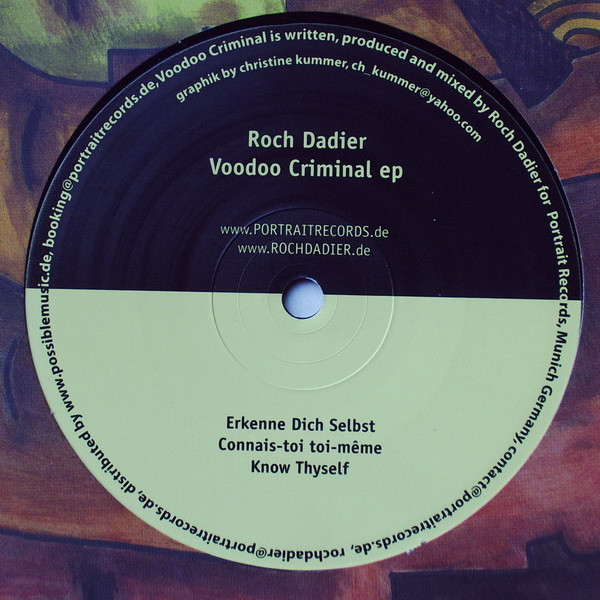 Voodoo Criminal is written, produced and mixed by Roch Dadier for Portrait Records, Munich Germany, contact@portraitrecords.de, rochdadier@portraitrecords.de, distributed by www.possiblemusic.de, booking@portraitrecords.de,
graphik by christine kummer, ch_kummer@yahoo.com
Roch Dadier
Voodoo Criminal ep
www.PORTRAITRECORDS.de
www.ROCHDADIER.de
Erkenne Dich Selbst
Connais-toi toi-même
Know Thyself